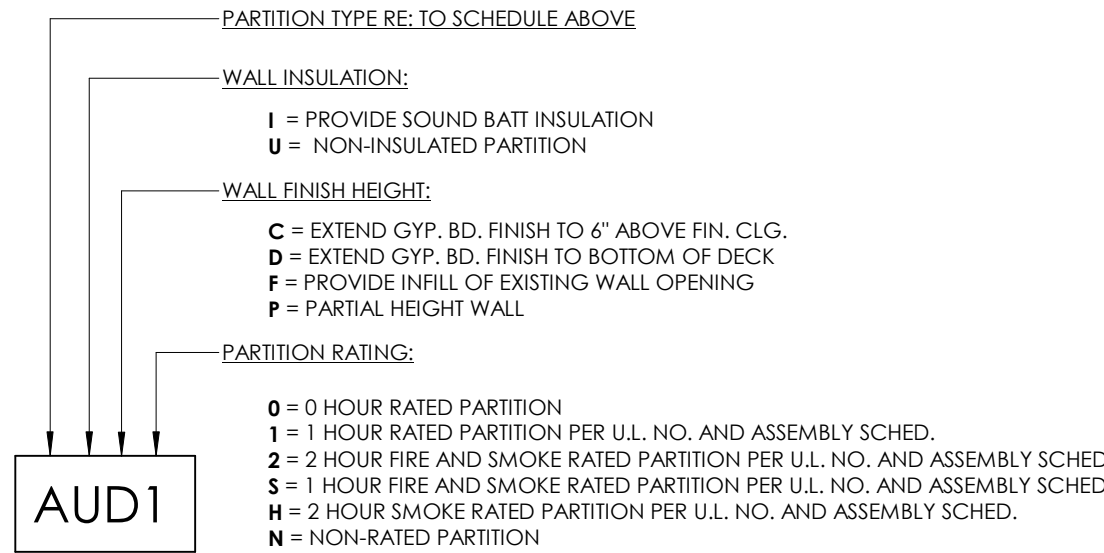 PARTITION TYPE RE: TO SCHEDULE ABOVE
WALL INSULATION:
I = PROVIDE SOUND BATT INSULATION
U = NON-INSULATED PARTITION
WALL FINISH HEIGHT:
C = EXTEND GYP. BD. FINISH TO 6" ABOVE FIN. CLG.
D = EXTEND GYP. BD. FINISH TO BOTTOM OF DECK
F = PROVIDE INFILL OF EXISTING WALL OPENING
P = PARTIAL HEIGHT WALL
PARTITION RATING:
0 = 0 HOUR RATED PARTITION
1 = 1 HOUR RATED PARTITION PER U.L. NO. AND ASSEMBLY SCHED.
2 = 2 HOUR FIRE AND SMOKE RATED PARTITION PER U.L. NO. AND ASSEMBLY SCHED
S = 1 HOUR FIRE AND SMOKE RATED PARTITION PER U.L. NO. AND ASSEMBLY SCHED
H = 2 HOUR SMOKE RATED PARTITION PER U.L. NO. AND ASSEMBLY SCHED.
N = NON-RATED PARTITION
AUD1